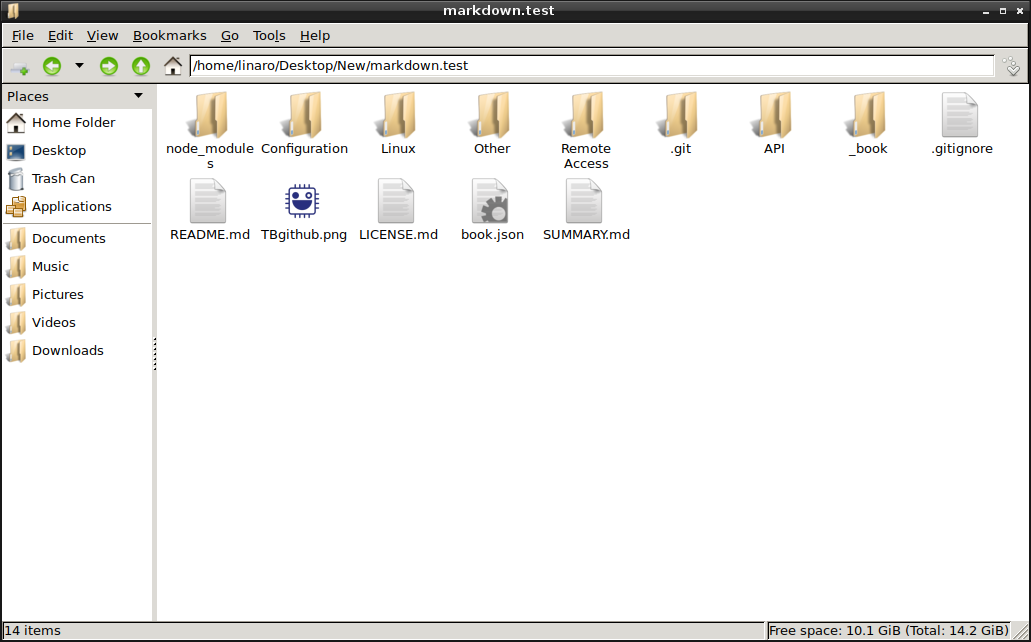 markdown.test
File Edit View Bookmarks Go Tools Help
/home/linaro/Desktop/New/markdown.test
Places
Home Folder
Desktop
Trash Can
Applications
Documents
Music
Pictures
Videos
Downloads
node_module
s
Configuration
Linux
Other
Remote
Access
.git
API
_book
.gitignore
README.md
TBgithub.png
LICENSE.md
book.json
SUMMARY.md
14 items
Free space: 10.1 GiB (Total: 14.2 GiB)